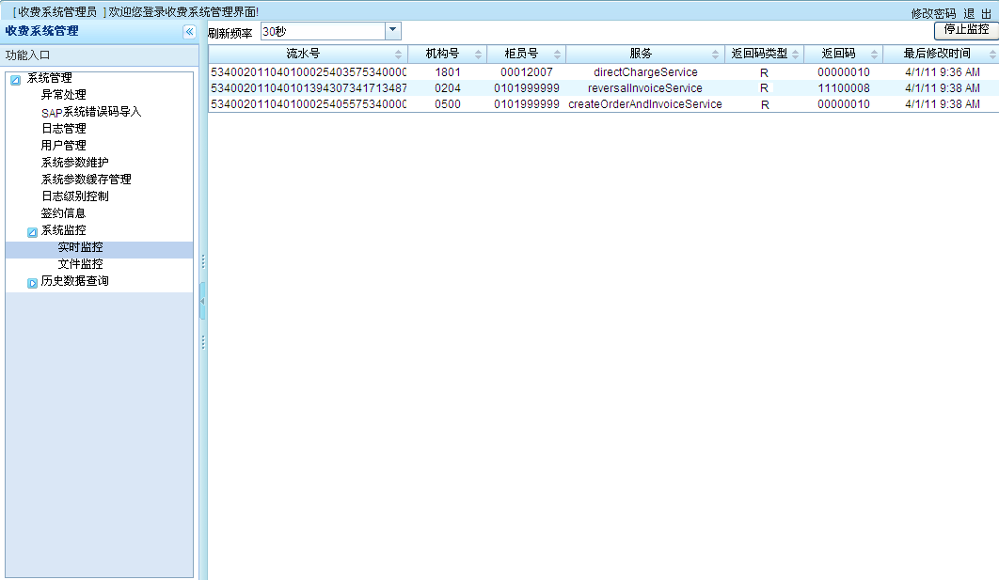 [ 收费系统管理员 ] 欢迎您登录收费系统管理界面!
修改密码 退 出
收费系统管理
«
刷新频率 30秒
停止监控
功能入口
系统管理
异常处理
SAP系统错误码导入
日志管理
用户管理
系统参数维护
系统参数缓存管理
日志级别控制
签约信息
系统监控
实时监控
文件监控
历史数据查询
流水号 机构号 柜员号 服务 返回码类型 返回码 最后修改时间
534002011040100025403575340000 1801 00012007 directChargeService R 00000010 4/1/11 9:36 AM
534002011040101394307341713487 0204 0101999999 reversalInvoiceService R 11100008 4/1/11 9:38 AM
534002011040100025405575340000 0500 0101999999 createOrderAndInvoiceService R 00000010 4/1/11 9:38 AM